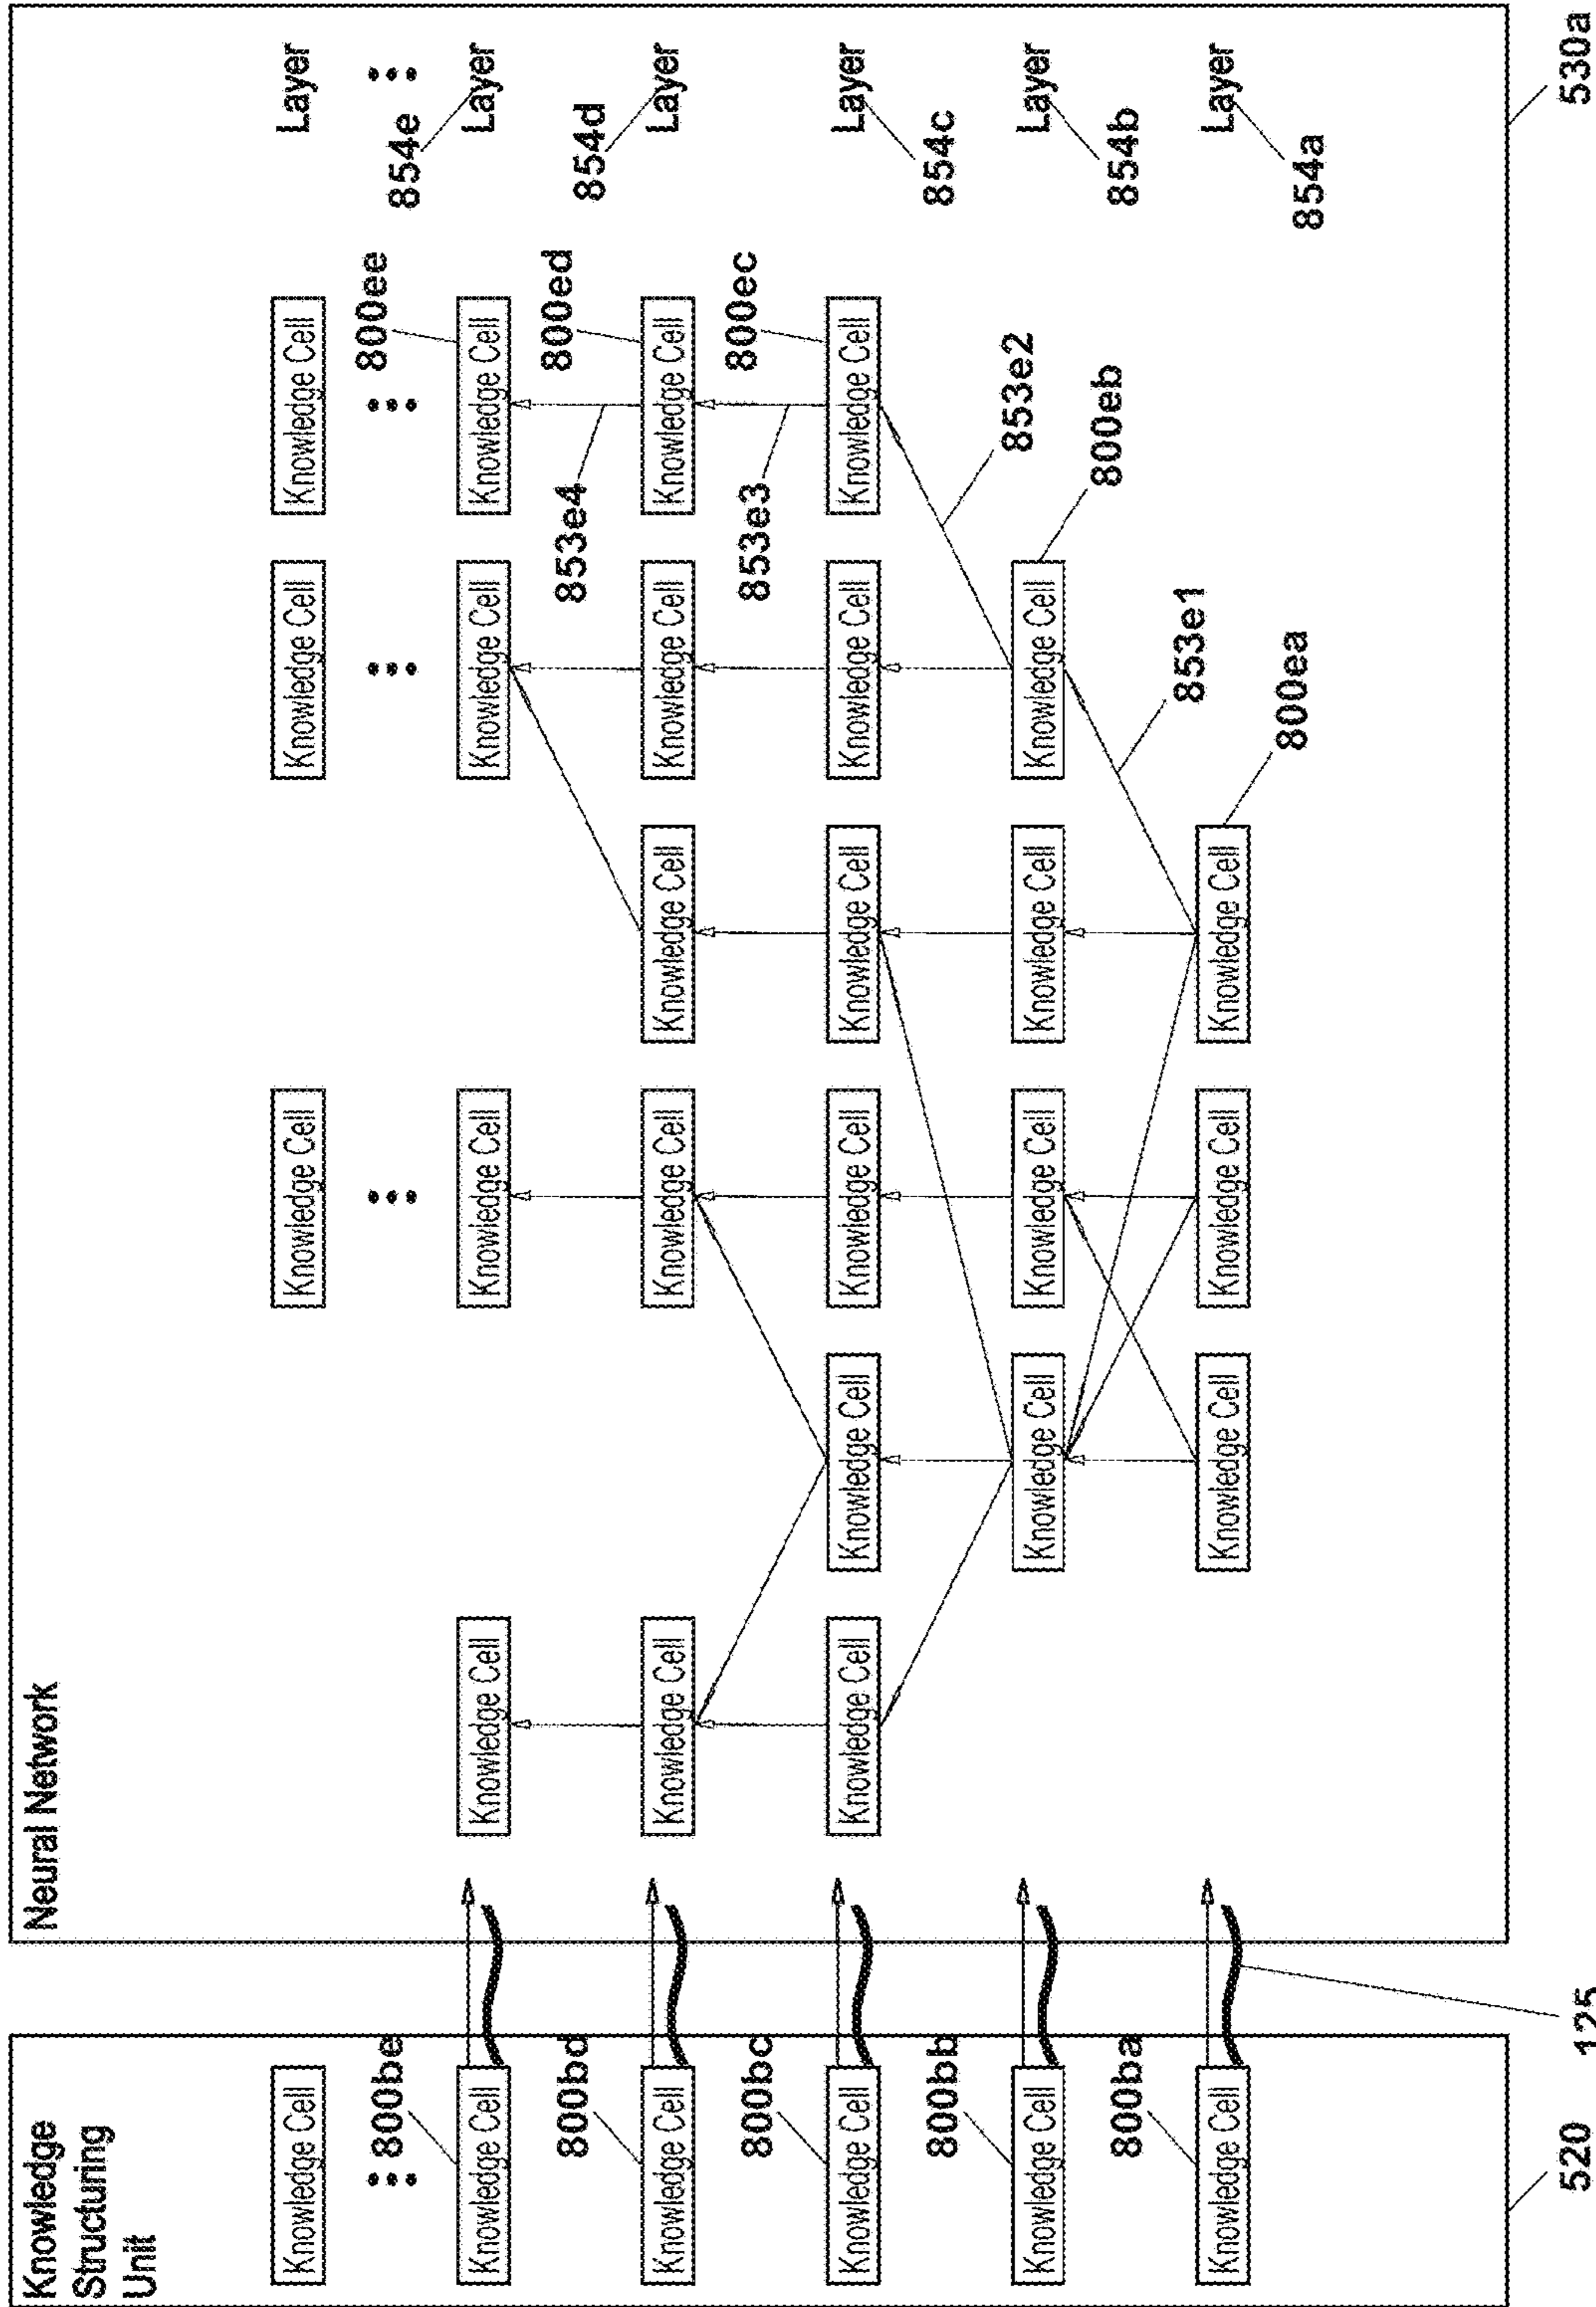 Knowledge
Structuring
Unit
Neural Network
Knowledge Cell Knowledge Cell Knowledge Cell Knowledge Cell Layer
... 800be ... ... ... 800ee 854e ...
Knowledge Cell Knowledge Cell Knowledge Cell Knowledge Cell Knowledge Cell Layer
800bd 853e4 800ed 854d
Knowledge Cell Knowledge Cell Knowledge Cell Knowledge Cell Knowledge Cell Knowledge Cell Layer
800bc 853e3 800ec
Knowledge Cell Knowledge Cell Knowledge Cell Knowledge Cell Knowledge Cell Knowledge Cell Knowledge Cell Layer
800bb 854c
853e2
Knowledge Cell Knowledge Cell Knowledge Cell Knowledge Cell Knowledge Cell Layer
800ba 800eb 854b
853e1
Knowledge Cell Knowledge Cell Knowledge Cell Knowledge Cell Layer
800ea 854a
520 125 530a